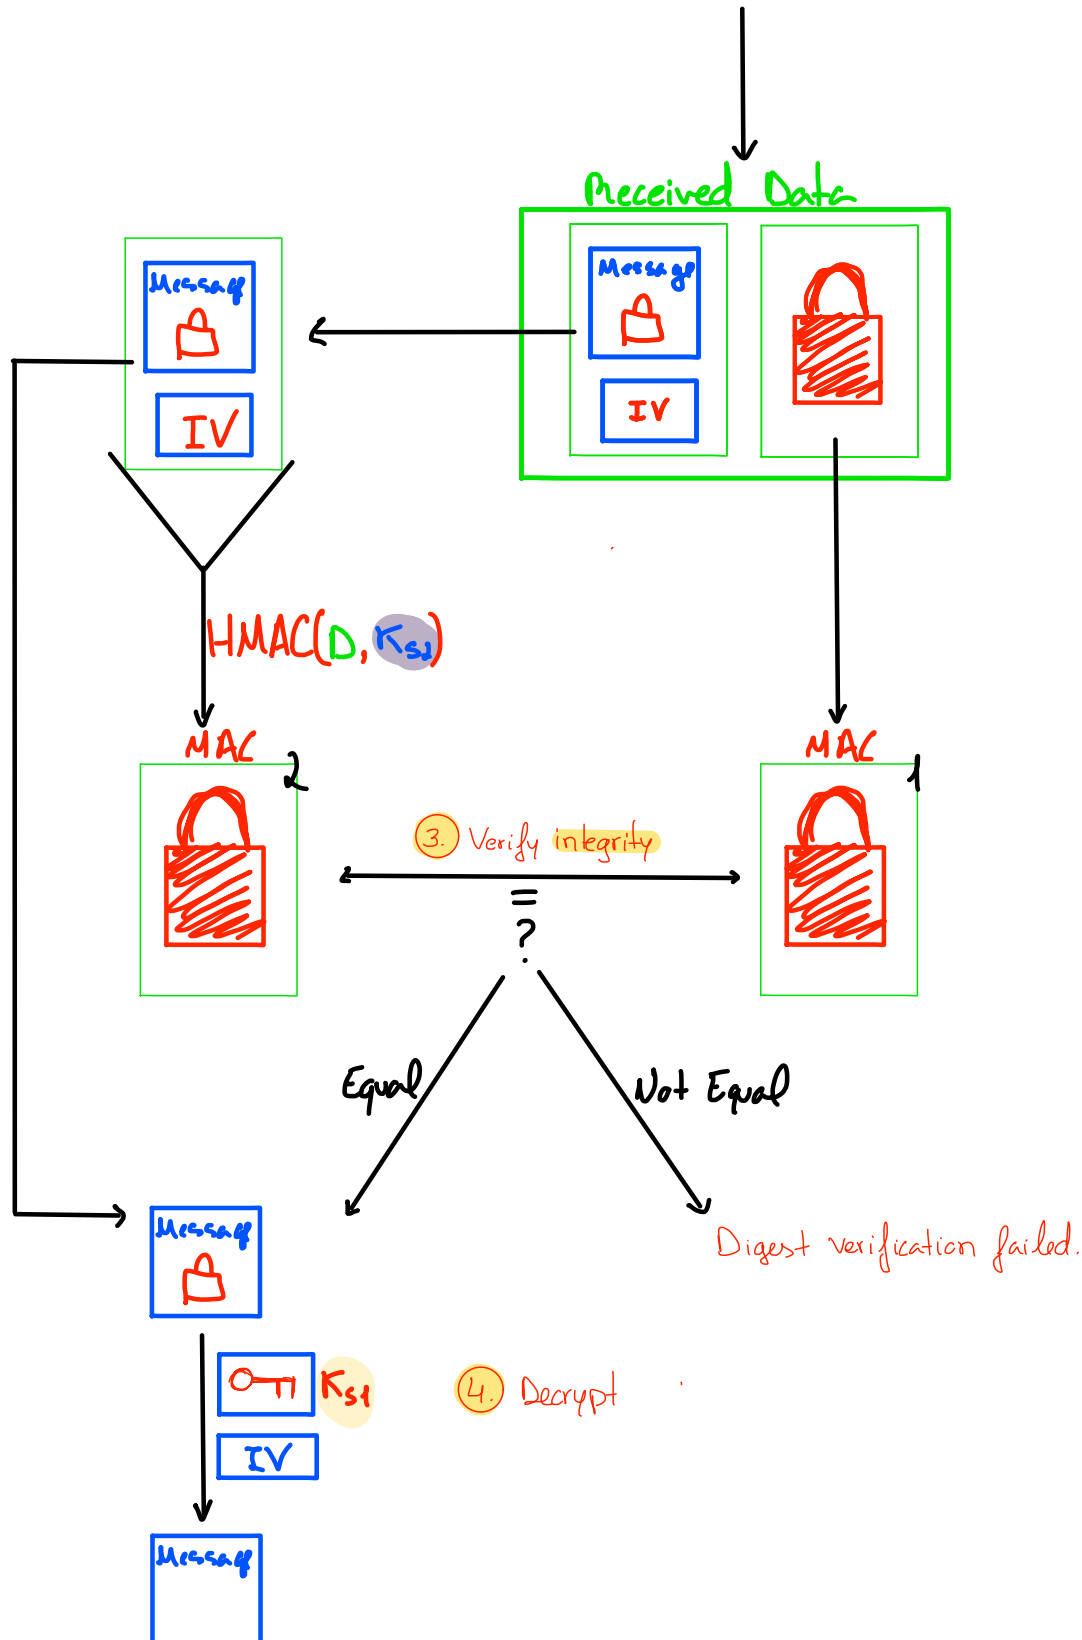 Received Data
Message
Message
IV
IV
HMAC(D, Ks1)
MAC
2
MAC
1
3. Verify integrity
=
?
Equal
Not Equal
Message
Digest verification failed.
Ks1
4. Decrypt
IV
Message